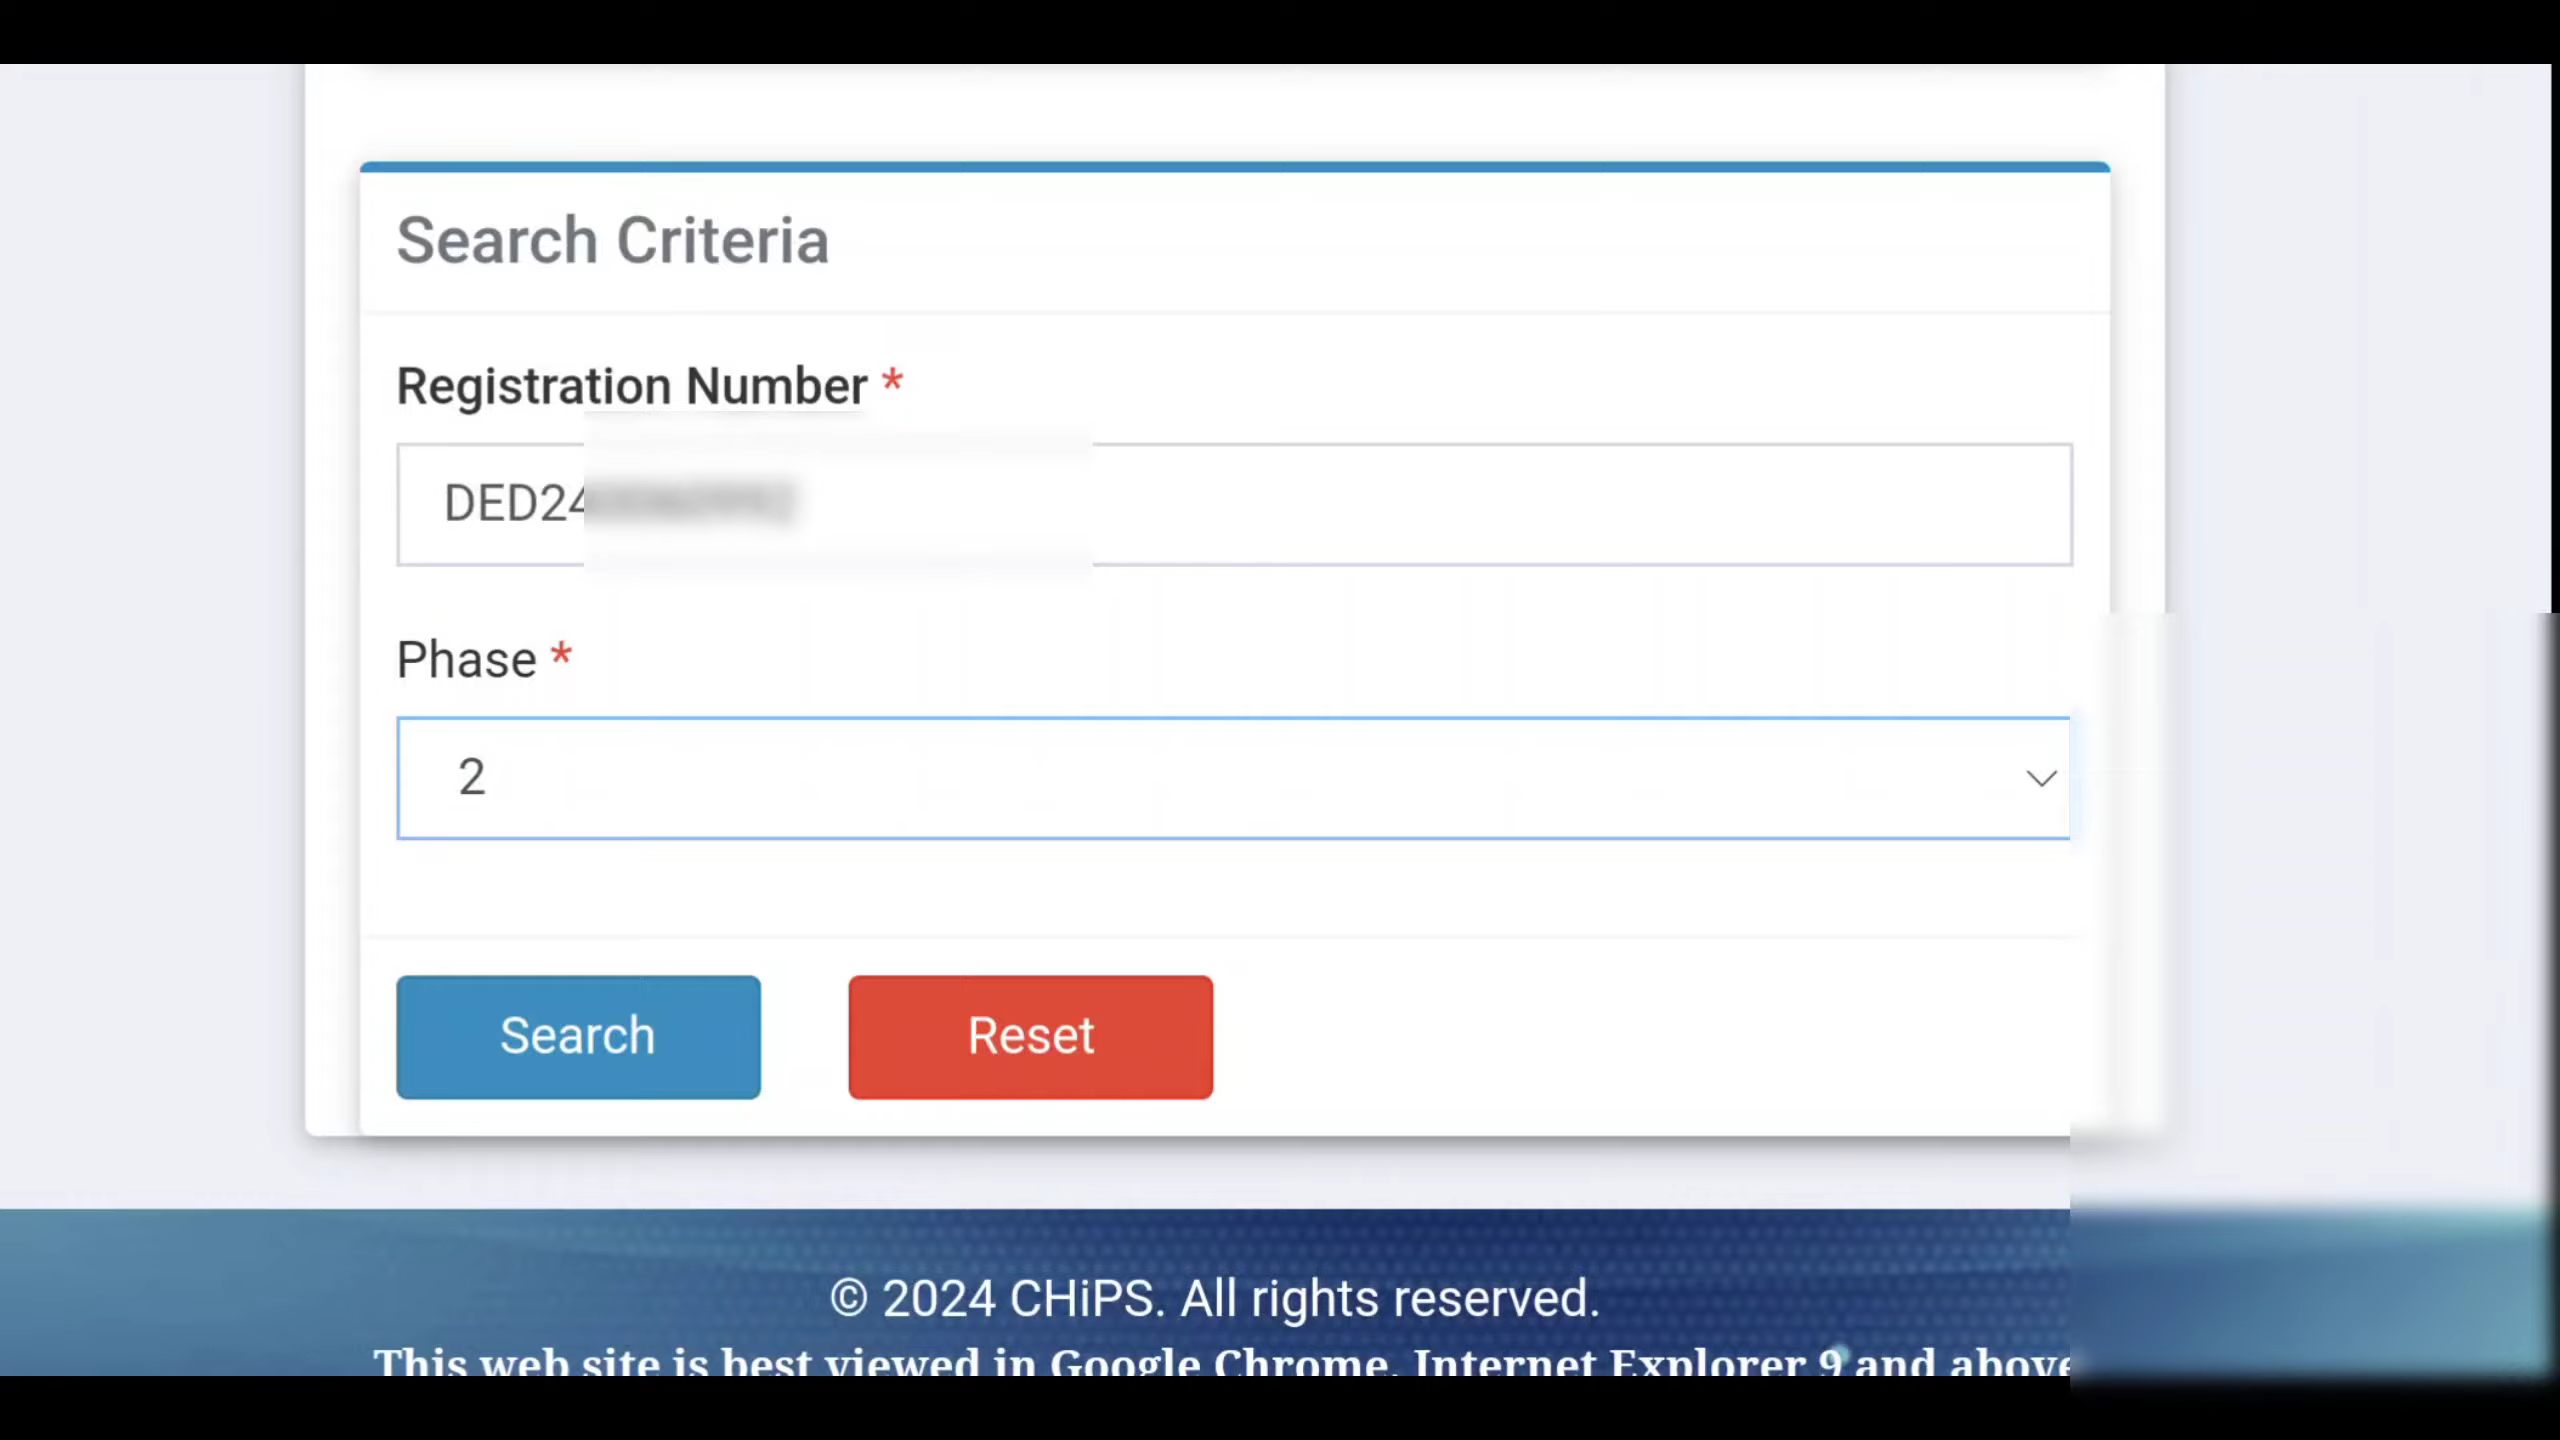 Search Criteria
Registration Number *
DED24
Phase *
2
Search
Reset
© 2024 CHiPS. All rights reserved.
This web site is best viewed in Google Chrome, Internet Explorer 9 and above